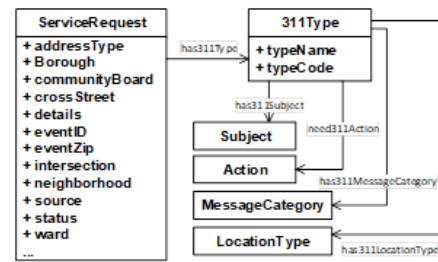 ServiceRequest
+ addressType
+ Borough
+ communityBoard
+ crossStreet
+ details
+ eventID
+ eventZip
+ intersection
+ neighborhood
+ source
+ status
+ ward
...
has311Type
311Type
+ typeName
+ typeCode
has311Subject
need311Action
Subject
Action
has311MessageCategory
MessageCategory
LocationType
has311LocationType